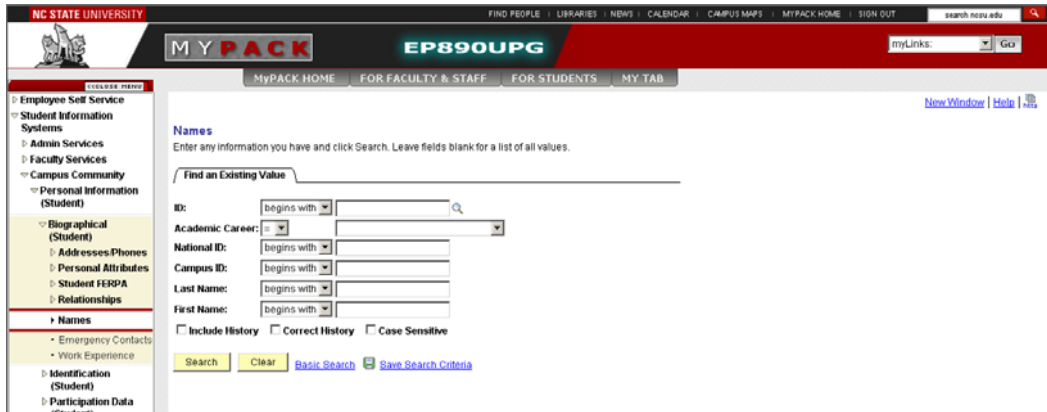 NC STATE UNIVERSITY
FIND PEOPLE | LIBRARIES | NEWS | CALENDAR | CAMPUS MAPS | MYPACK HOME | SIGN OUT
search ncsu.edu
MYPACK
EP890UPG
myLinks:
Go
MyPACK HOME
FOR FACULTY & STAFF
FOR STUDENTS
MY TAB
CLOSE MENU
Employee Self Service
Student Information
Systems
Admin Services
Faculty Services
Campus Community
Personal Information
(Student)
Biographical
(Student)
Addresses/Phones
Personal Attributes
Student FERPA
Relationships
Names
Emergency Contacts
Work Experience
Identification
(Student)
Participation Data
(Student)
New Window | Help |
http
Names
Enter any information you have and click Search. Leave fields blank for a list of all values.
Find an Existing Value
ID: begins with
Academic Career: =
National ID: begins with
Campus ID: begins with
Last Name: begins with
First Name: begins with
Include History Correct History Case Sensitive
Search Clear Basic Search Save Search Criteria